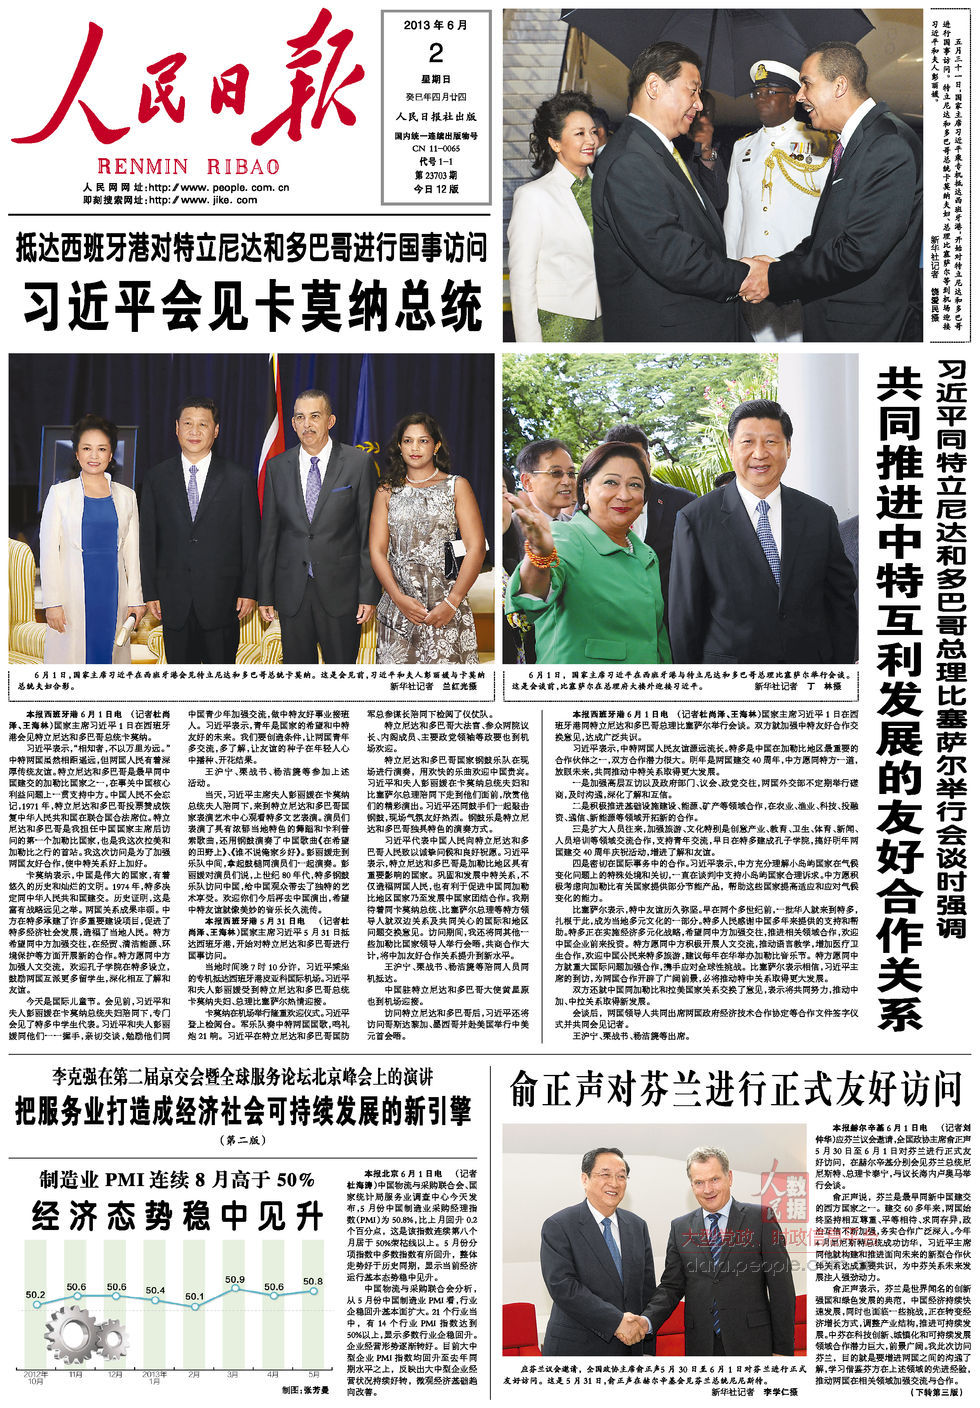 人民日报
RENMIN RIBAO
人民网网址:http://www.people.com.cn
即刻搜索网址:http://www.jike.com
2013年6月
2
星期日
癸巳年四月廿四
人民日报社出版
国内统一连续出版物号
CN 11-0065
代号1-1
第23703期
今日12版
五月三十一日,国家主席习近平乘专机抵达西班牙港,开始对特立尼达和多巴哥
进行国事访问。特立尼达和多巴哥总统卡莫纳夫妇、总理比塞萨尔等到机场迎接
习近平和夫人彭丽媛。
新华社记者 饶爱民摄
抵达西班牙港对特立尼达和多巴哥进行国事访问
习近平会见卡莫纳总统
6月1日,国家主席习近平在西班牙港会见特立尼达和多巴哥总统卡莫纳。这是会见前,习近平和夫人彭丽媛与卡莫纳
总统夫妇合影。
新华社记者 兰红光摄
6月1日,国家主席习近平在西班牙港与特立尼达和多巴哥总理比塞萨尔举行会谈。
这是会谈前,比塞萨尔在总理府大楼外迎接习近平。
新华社记者 丁 林摄
习近平同特立尼达和多巴哥总理比塞萨尔举行会谈时强调
共同推进中特互利发展的友好合作关系
本报西班牙港6月1日电 (记者杜尚
泽、王海林)国家主席习近平1日在西班牙
港会见特立尼达和多巴哥总统卡莫纳。
习近平表示,“相知者,不以万里为远。”
中特两国虽然相距遥远,但两国人民有着深
厚传统友谊。特立尼达和多巴哥是最早同中
国建交的加勒比国家之一,在事关中国核心
利益问题上一贯支持中方。中国人民不会忘
记,1971年,特立尼达和多巴哥投票赞成恢
复中华人民共和国在联合国合法席位。特立
尼达和多巴哥是我担任中国国家主席后访
问的第一个加勒比国家,也是我这次拉美和
加勒比之行的首站。我这次访问是为了加强
两国友好合作,使中特关系好上加好。
卡莫纳表示,中国是伟大的国家,有着
悠久的历史和灿烂的文明。1974年,特多决
定同中华人民共和国建交。历史证明,这是
富有战略远见之举。两国关系成果丰硕。中
方在特多承建了许多重要建设项目,促进了
特多经济社会发展,造福了当地人民。特方
希望同中方加强交往,在经贸、清洁能源、环
境保护等方面开展新的合作。特方愿同中方
加强人文交流,欢迎孔子学院在特多设立,
鼓励两国互派更多留学生,深化相互了解和
友谊。
今天是国际儿童节。会见前,习近平和
夫人彭丽媛在卡莫纳总统夫妇陪同下,专门
会见了特多中学生代表。习近平和夫人彭丽
媛同他们一一握手,亲切交谈,勉励他们同
中国青少年加强交流,做中特友好事业接班
人。习近平表示,青年是国家的希望和中特
友好的未来。我们要创造条件,让两国青年
多交流,多了解,让友谊的种子在年轻人心
中播种、开花结果。
王沪宁、栗战书、杨洁篪等参加上述
活动。
当天,习近平主席夫人彭丽媛在卡莫纳
总统夫人陪同下,来到特立尼达和多巴哥国
家表演艺术中心观看特多文艺表演。演员们
表演了具有浓郁当地特色的舞蹈和卡利普
索歌曲,还用钢鼓演奏了中国歌曲《在希望
的田野上》、《谁不说俺家乡好》。彭丽媛走到
乐队中间,拿起鼓槌同演员们一起演奏。彭
丽媛对演员们说,上世纪80年代,特多钢鼓
乐队访问中国,给中国观众带去了独特的艺
术享受。欢迎你们今后再去中国演出,希望
中特友谊就像美妙的音乐长久流传。
本报西班牙港5月31日电 (记者杜
尚泽、王海林)国家主席习近平5月31日抵
达西班牙港,开始对特立尼达和多巴哥进行
国事访问。
当地时间晚7时10分许,习近平乘坐
的专机抵达西班牙港皮亚科国际机场。习近平
和夫人彭丽媛受到特立尼达和多巴哥总统
卡莫纳夫妇、总理比塞萨尔热情迎接。
卡莫纳在机场举行隆重欢迎仪式。习近平
登上检阅台。军乐队奏中特两国国歌,鸣礼
炮21响。习近平在特立尼达和多巴哥国防
军总参谋长陪同下检阅了仪仗队。
特立尼达和多巴哥大法官、参众两院议
长、内阁成员、主要政党领袖等政要也到机
场欢迎。
特立尼达和多巴哥国家钢鼓乐队在现
场进行演奏,用欢快的乐曲欢迎中国贵宾。
习近平和夫人彭丽媛在卡莫纳总统夫妇和
比塞萨尔总理陪同下走到他们面前,欣赏他
们的精彩演出。习近平还同鼓手们一起敲击
钢鼓,现场气氛友好热烈。钢鼓乐是特立尼
达和多巴哥独具特色的演奏方式。
习近平代表中国人民向特立尼达和多
巴哥人民致以诚挚问候和良好祝愿。习近平
表示,特立尼达和多巴哥是加勒比地区具有
重要影响的国家。巩固和发展中特关系,不
仅造福两国人民,也有利于促进中国同加勒
比地区国家乃至发展中国家团结合作。我期
待着同卡莫纳总统、比塞萨尔总理等特方领
导人就双边关系及共同关心的国际和地区
问题交换意见。访问期间,我还将同其他一
些加勒比国家领导人举行会晤,共商合作大
计,将中加友好合作关系提升到新水平。
王沪宁、栗战书、杨洁篪等陪同人员同
机抵达。
中国驻特立尼达和多巴哥大使黄星原
也到机场迎接。
访问特立尼达和多巴哥后,习近平还将
访问哥斯达黎加、墨西哥并赴美国举行中美
元首会晤。
本报西班牙港6月1日电 (记者杜尚泽、王海林)国家主席习近平1日在西
班牙港同特立尼达和多巴哥总理比塞萨尔举行会谈。双方就加强中特友好合作交
换意见,达成广泛共识。
习近平表示,中特两国人民友谊源远流长。特多是中国在加勒比地区最重要的
合作伙伴之一,双方合作潜力很大。明年是两国建交40周年,中方愿同特方一道,
放眼未来,共同推动中特关系取得更大发展。
一是加强高层互访以及政府部门、议会、政党交往,两国外交部不定期举行磋
商,及时沟通,深化了解和互信。
二是积极推进基础设施建设、能源、矿产等领域合作,在农业、渔业、科技、投融
资、通信、新能源等领域开拓新的合作。
三是扩大人员往来,加强旅游、文化特别是创意产业、教育、卫生、体育、新闻、
人员培训等领域交流合作,支持青年交流,早日在特多建成孔子学院,搞好明年两
国建交40周年庆祝活动,增进了解和友谊。
四是密切在国际事务中的合作。习近平表示,中方充分理解小岛屿国家在气候
变化问题上的特殊处境和关切,一直在谈判中支持小岛屿国家合理诉求。中方愿积
极考虑向加勒比有关国家提供部分节能产品,帮助这些国家提高适应和应对气候
变化的能力。
比塞萨尔表示,特中友谊历久弥坚。早在两个多世纪前,一批华人就来到特多,
扎根于此,成为当地多元文化的一部分。特多人民感谢中国多年来提供的支持和帮
助。特多正在实施经济多元化战略,希望同中方加强交往,推进相关领域合作,欢迎
中国企业前来投资。特方愿同中方积极开展人文交流,推动语言教学,增加医疗卫
生合作,欢迎中国公民来特多旅游,建议每年在华举办加勒比音乐节。特方愿同中
方就重大国际问题加强合作,携手应对全球性挑战。比塞萨尔表示相信,习近平主
席的到访,为两国合作开辟了广阔前景,必将推动特中关系取得更大发展。
双方还就中国同加勒比和拉美国家关系交换了意见,表示将共同努力,推动中
加、中拉关系取得新发展。
会谈后,两国领导人共同出席两国政府经济技术合作协定等合作文件签字仪
式并共同会见记者。
王沪宁、栗战书、杨洁篪等出席。
李克强在第二届京交会暨全球服务论坛北京峰会上的演讲
把服务业打造成经济社会可持续发展的新引擎
(第二版)
制造业PMI连续8月高于50%
经济态势稳中见升
50.2
50.6
50.6
50.4
50.1
50.9
50.6
50.8
2012年
10月
11月
12月
2013年
1月
2月
3月
4月
5月
制图:张芳曼
本报北京6月1日电 (记者
杜海涛)中国物流与采购联合会、国
家统计局服务业调查中心今天发
布,5月份中国制造业采购经理指
数(PMI)为50.8%,比上月回升0.2
个百分点,这是该指数连续第八个
月居于50%荣枯线以上。5月份分
项指数中多数指数有所回升,整体
走势好于历史同期,显示当前经济
运行基本态势稳中见升。
中国物流与采购联合会分析,
从5月份中国制造业PMI看,行业
企稳回升基本面扩大。21个行业当
中,有14个行业PMI指数达到
50%以上,显示多数行业企稳回升。
企业经营形势逐渐转好。目前大中
型企业PMI指数均回升至去年同
期水平之上,反映出大中型企业经
营状况持续好转,微观经济基础趋
向改善。
俞正声对芬兰进行正式友好访问
应芬兰议会邀请,全国政协主席俞正声5月30日至6月1日对芬兰进行正式
友好访问。这是5月31日,俞正声在赫尔辛基会见芬兰总统尼尼斯特。
新华社记者 李学仁摄
本报赫尔辛基6月1日电 (记者刘
仲华)应芬兰议会邀请,全国政协主席俞正声
5月30日至6月1日对芬兰进行正式友
好访问,在赫尔辛基分别会见芬兰总统尼
尼斯特、总理卡泰宁,与议长海内卢奥马举
行会谈。
俞正声说,芬兰是最早同新中国建交
的西方国家之一。建交60多年来,两国始
终坚持相互尊重、平等相待、求同存异,政
治互信不断加强,务实合作广泛深入。今年
4月尼尼斯特总统成功访华,习近平主席
同他就构建和推进面向未来的新型合作伙
伴关系达成重要共识,为中芬关系未来发
展注入强劲动力。
俞正声表示,芬兰是世界闻名的创新
强国和绿色发展的典范,中国经济持续快
速发展,同时也面临一些挑战,正在转变经
济增长方式,调整产业结构,推进可持续发
展。中芬在科技创新、城镇化和可持续发展
领域合作潜力巨大,前景广阔。我此次访问
芬兰,目的就是要增进两国之间的沟通了
解,学习借鉴芬方在上述领域的先进经验,
推动两国在相关领域加强交流与合作。
(下转第三版)
人民数据
大型党政、时政信息平台
data.people.com.cn